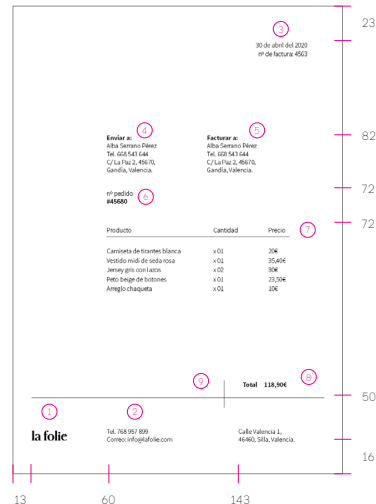 23
3
30 de abril del 2020
nº de factura: 4563
82
4
5
Enviar a:
Facturar a:
Alba Serrano Pérez
Alba Serrano Pérez
Tel. 668 543 644
Tel. 668 543 644
C/ La Paz 2, 45670,
C/ La Paz 2, 45670,
Gandía, Valencia.
Gandía, Valencia.
72
nº pedido
#45680
6
72
Producto Cantidad Precio
7
Camiseta de tirantes blanca x 01 20€
Vestido midi de seda rosa x 01 35,40€
Jersey gris con lazos x 02 30€
Peto beige de botones x 01 23,50€
Arreglo chaqueta x 01 10€
9
Total 118,90€
8
50
1
2
la folie
Tel. 768 957 899
Correo: info@lafolie.com
Calle Valencia 1,
46460, Silla, Valencia.
16
13 60 143